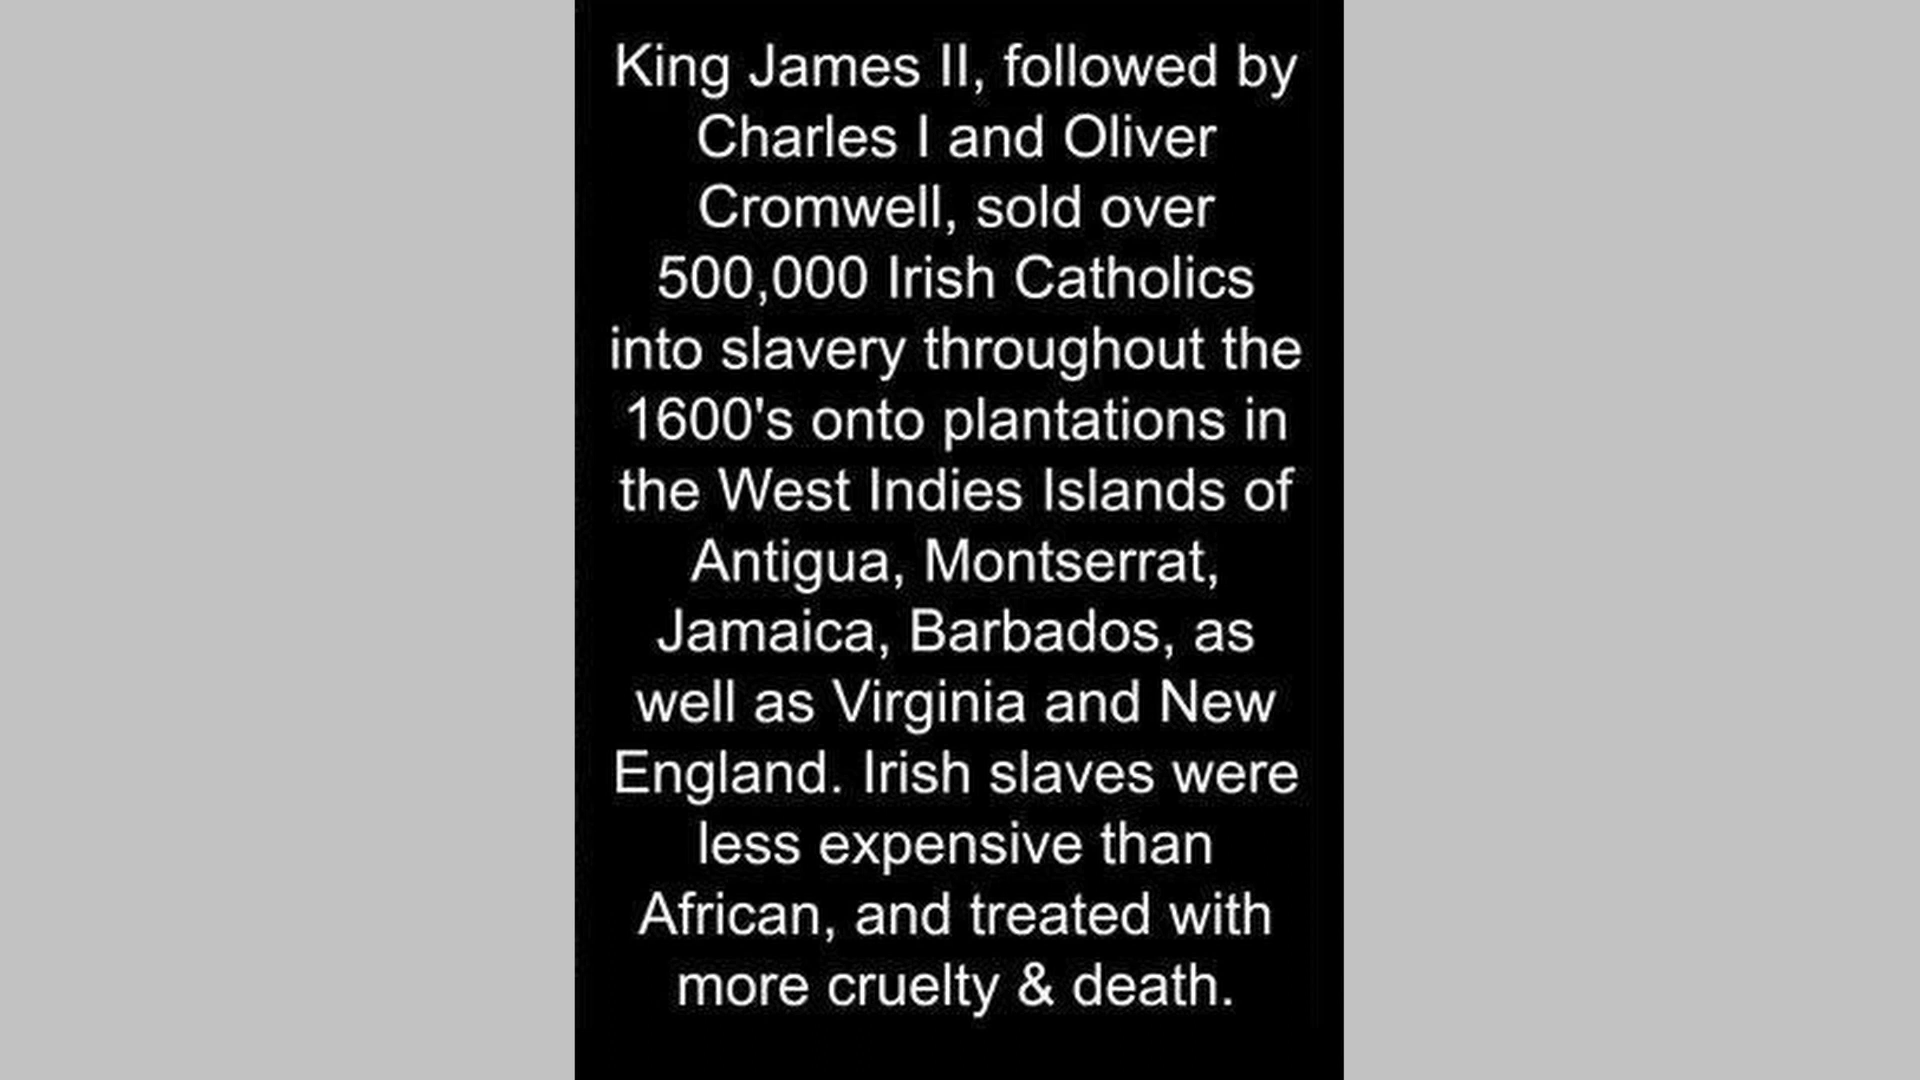 King James II, followed by
Charles I and Oliver
Cromwell, sold over
500,000 Irish Catholics
into slavery throughout the
1600's onto plantations in
the West Indies Islands of
Antigua, Montserrat,
Jamaica, Barbados, as
well as Virginia and New
England. Irish slaves were
less expensive than
African, and treated with
more cruelty & death.